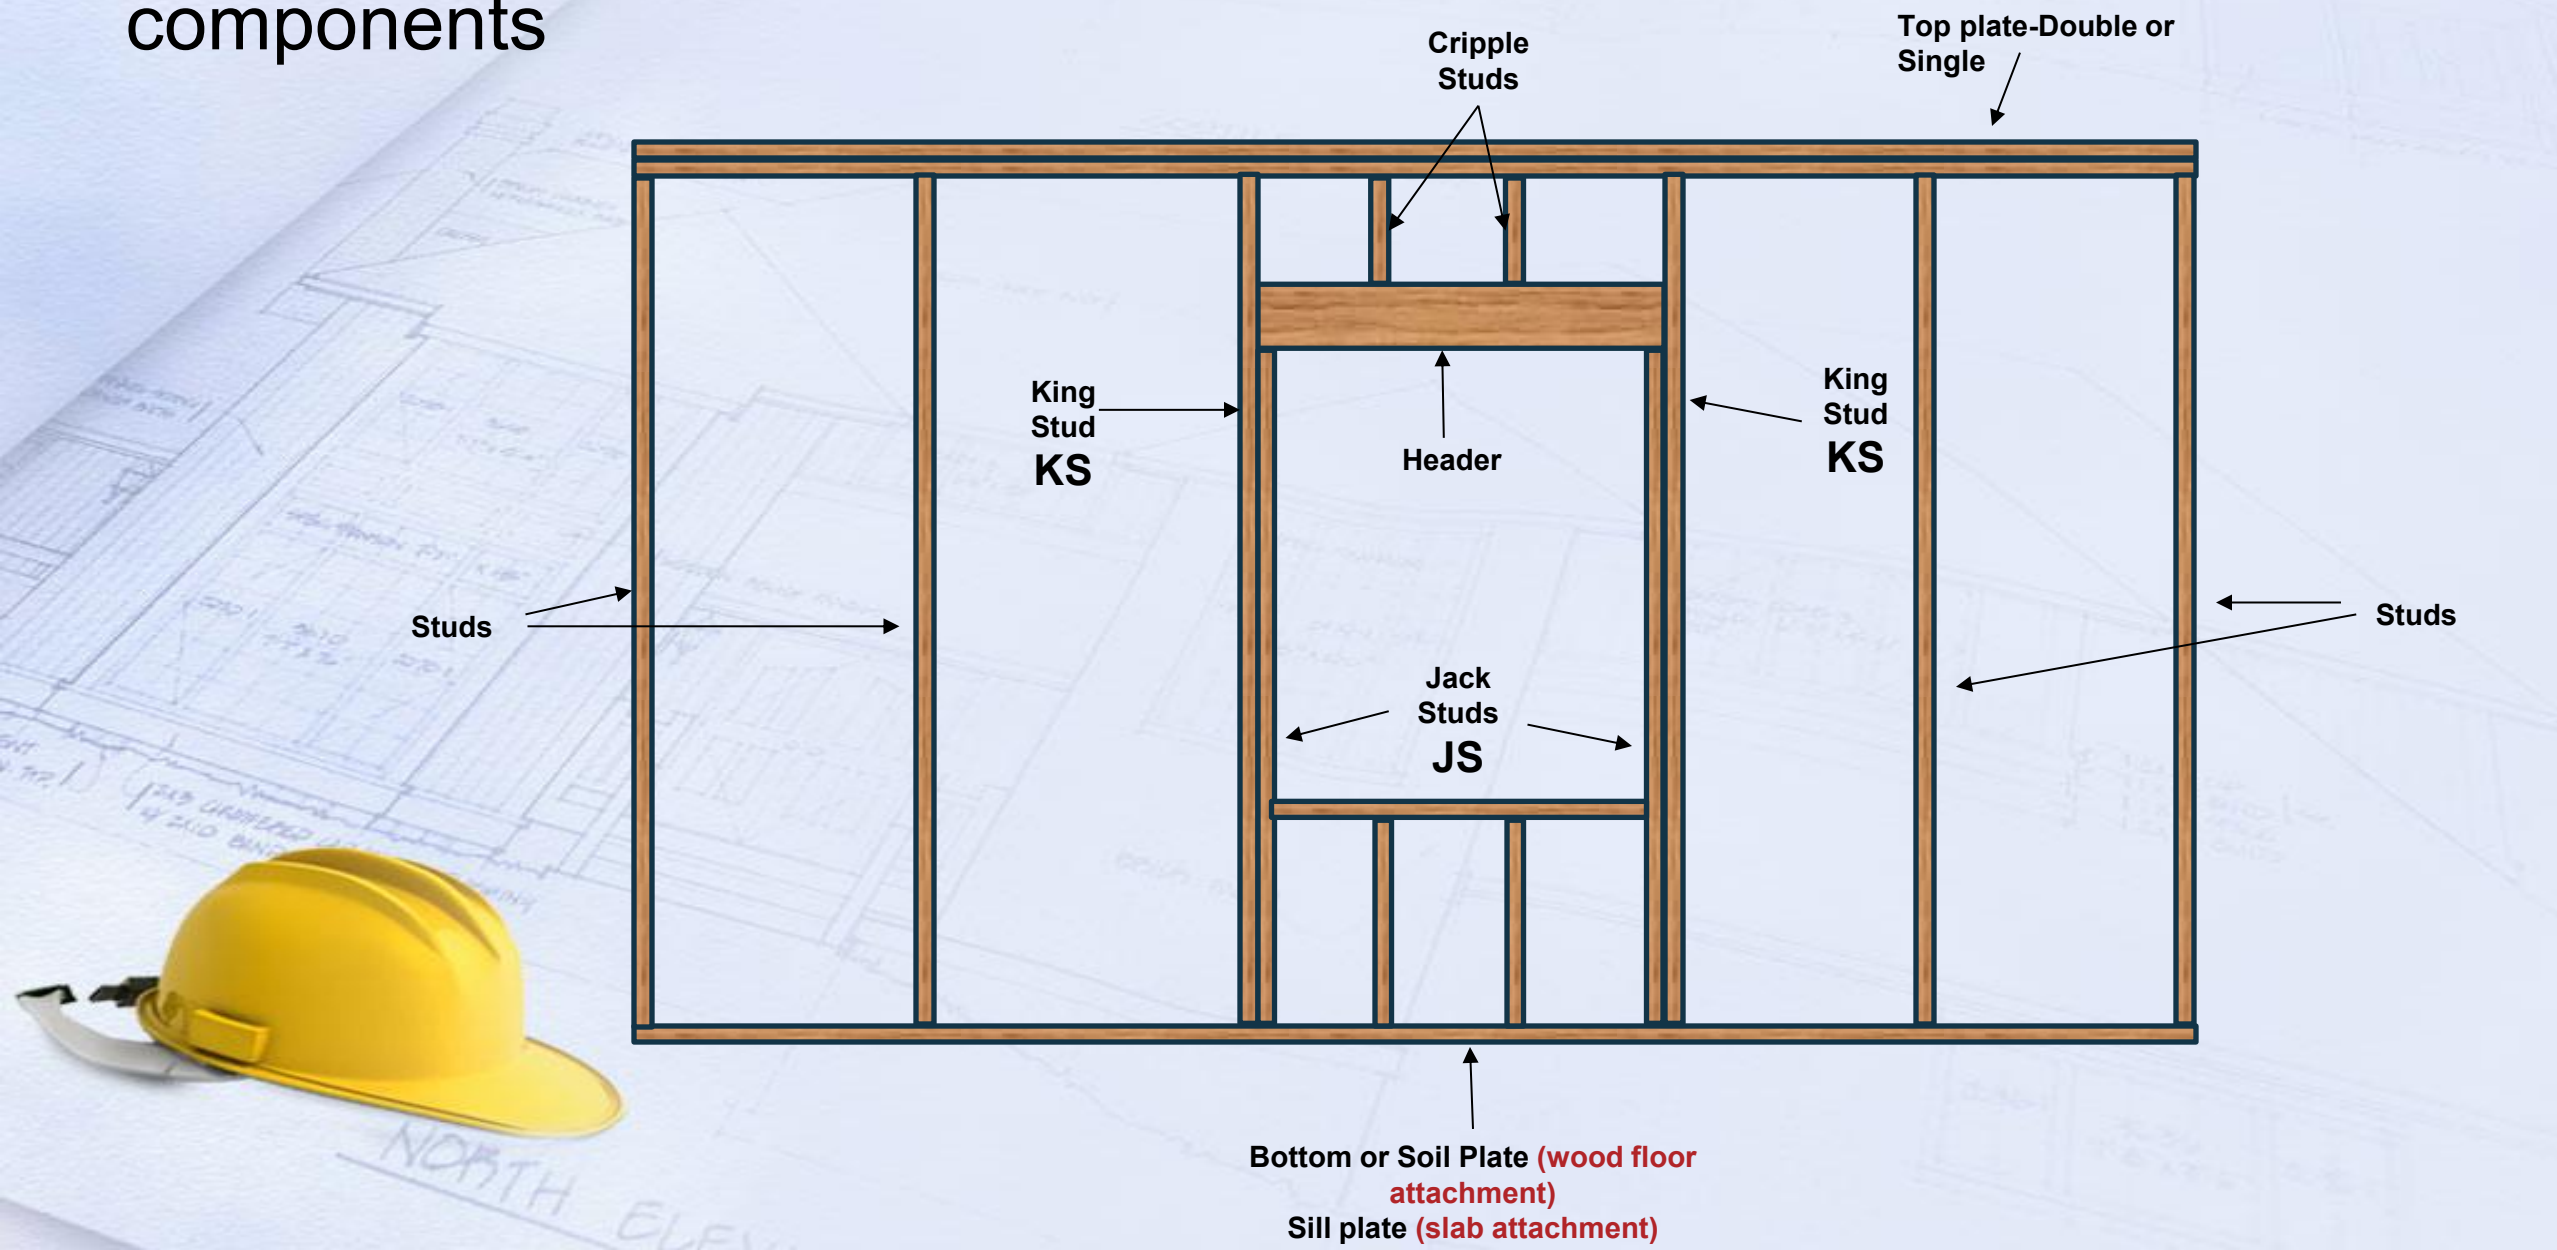 components
Cripple
Studs
Top plate-Double or
Single
King
Stud
KS
Header
King
Stud
KS
Studs
Studs
Jack
Studs
JS
Bottom or Soil Plate (wood floor
attachment)
Sill plate (slab attachment)
NORTH